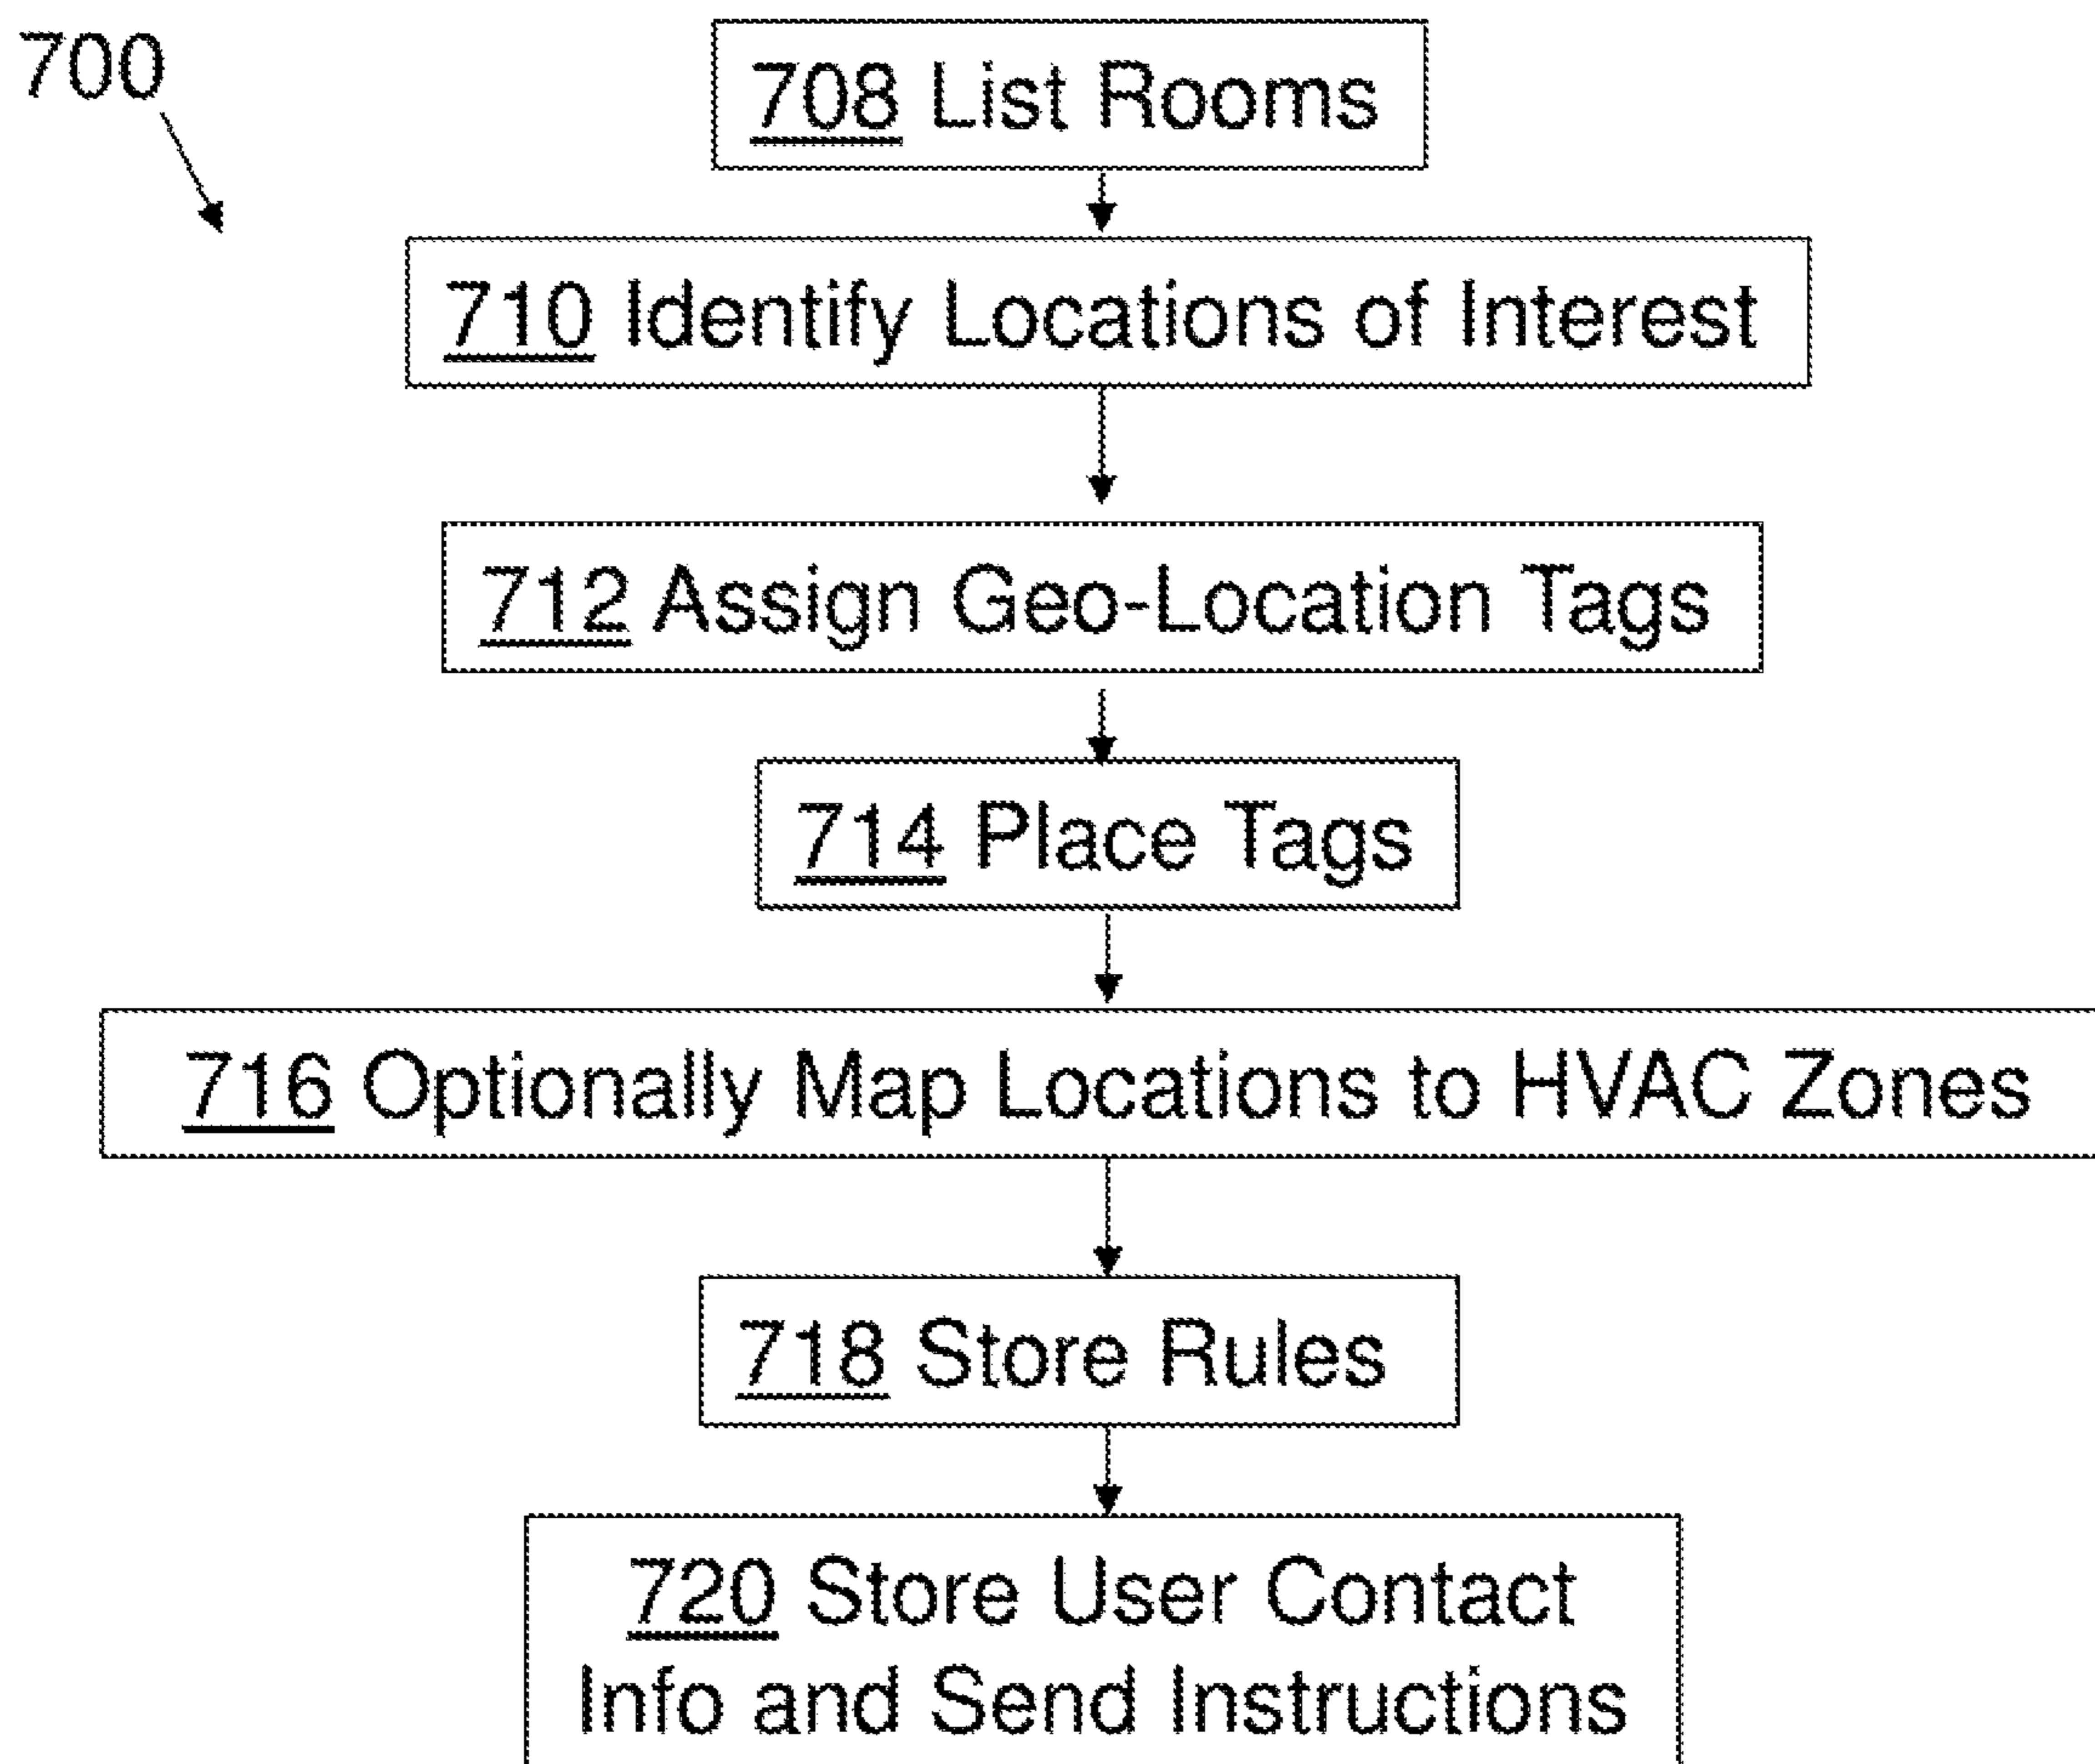 700
708 List Rooms
710 Identify Locations of Interest
712 Assign Geo-Location Tags
714 Place Tags
716 Optionally Map Locations to HVAC Zones
718 Store Rules
720 Store User Contact
Info and Send Instructions